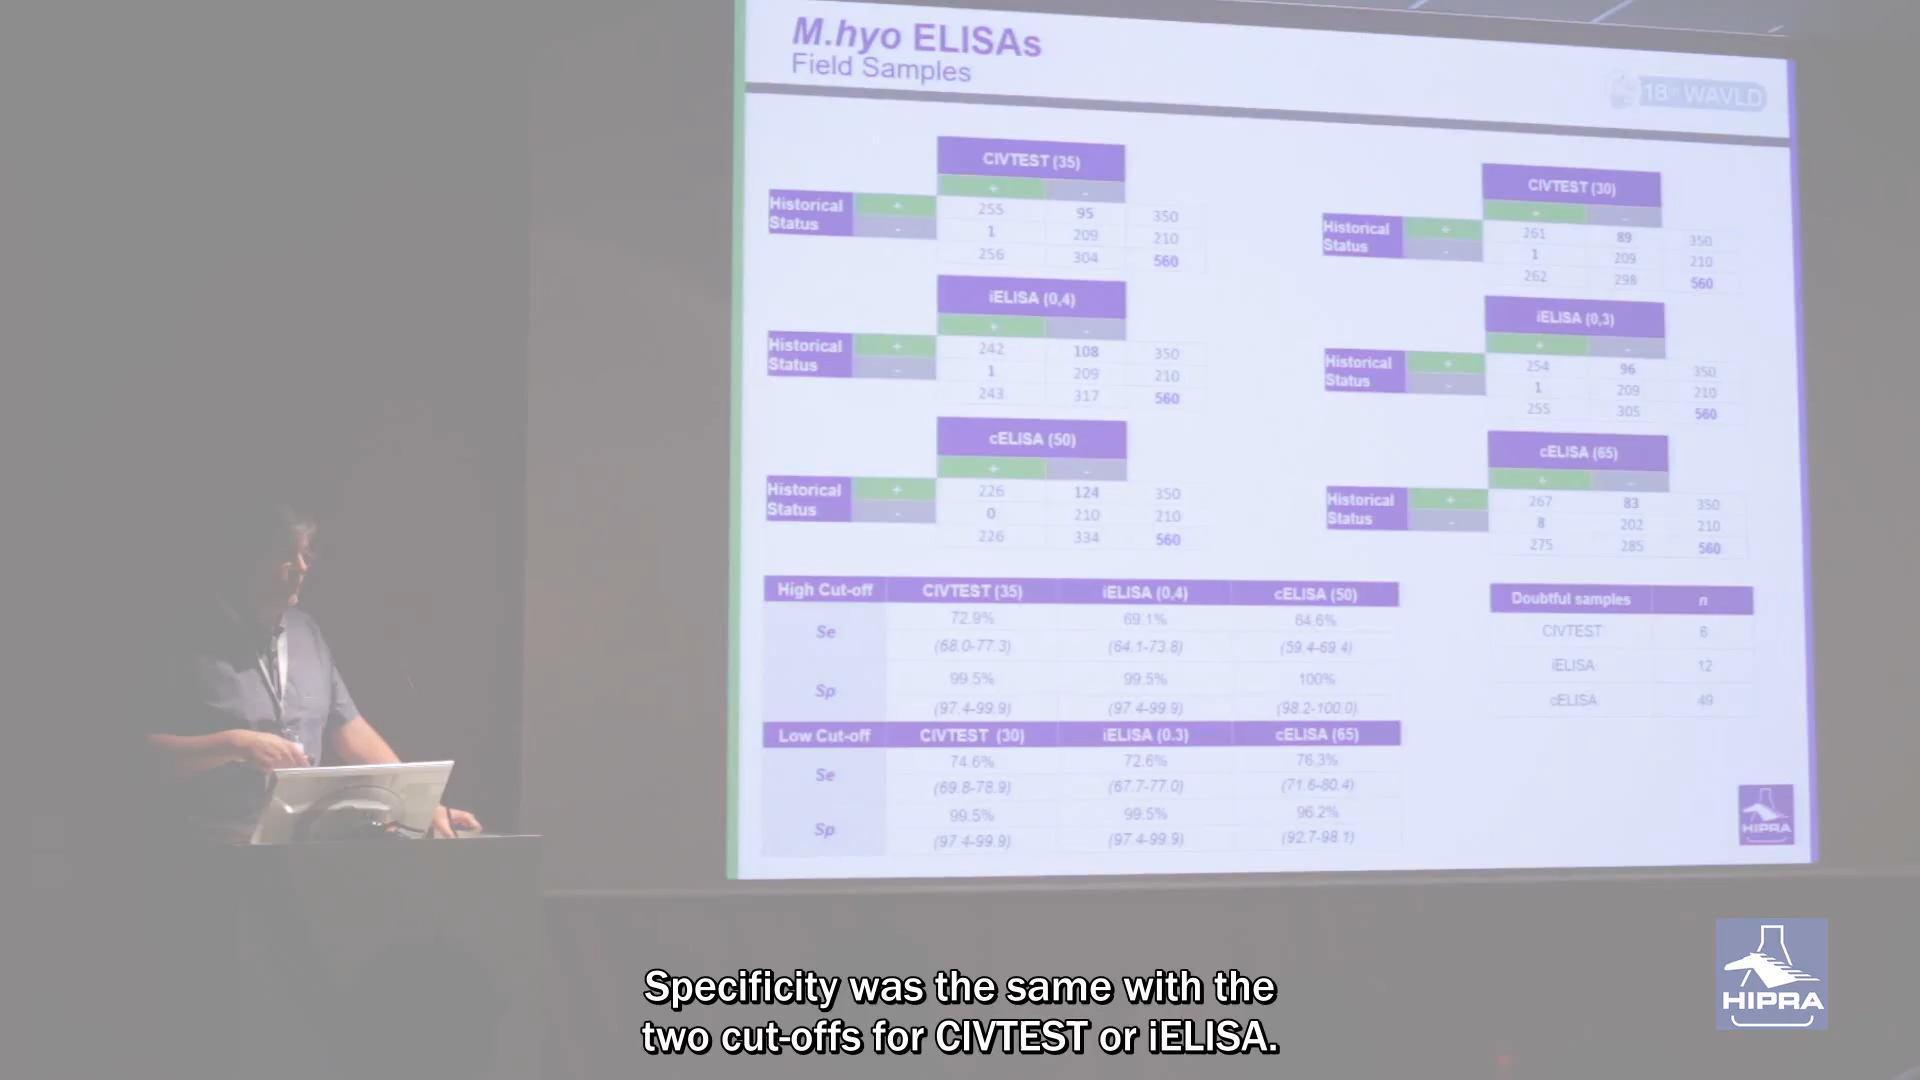 M.hyo ELISAs
Field Samples
18th WAVLD
CIVTEST (35)
+ -
Historical Status + 255 95 350
- 1 209 210
256 304 560
CIVTEST (30)
+ -
Historical Status + 261 89 350
- 1 209 210
262 298 560
iELISA (0,4)
+ -
Historical Status + 242 108 350
- 1 209 210
243 317 560
iELISA (0,3)
+ -
Historical Status + 254 96 350
- 1 209 210
255 305 560
cELISA (50)
+ -
Historical Status + 226 124 350
- 0 210 210
226 334 560
cELISA (65)
+ -
Historical Status + 267 83 350
- 8 202 210
275 285 560
High Cut-off CIVTEST (35) iELISA (0,4) cELISA (50)
Se 72.9% 69.1% 64.6%
(68.0-77.3) (64.1-73.8) (59.4-69.4)
Sp 99.5% 99.5% 100%
(97.4-99.9) (97.4-99.9) (98.2-100.0)
Low Cut-off CIVTEST (30) iELISA (0.3) cELISA (65)
Se 74.6% 72.6% 76.3%
(69.8-78.9) (67.7-77.0) (71.6-80.4)
Sp 99.5% 99.5% 96.2%
(97.4-99.9) (97.4-99.9) (92.7-98.1)
Doubtful samples n
CIVTEST 6
iELISA 12
cELISA 49
HIPRA
HIPRA
Specificity was the same with the
two cut-offs for CIVTEST or iELISA.